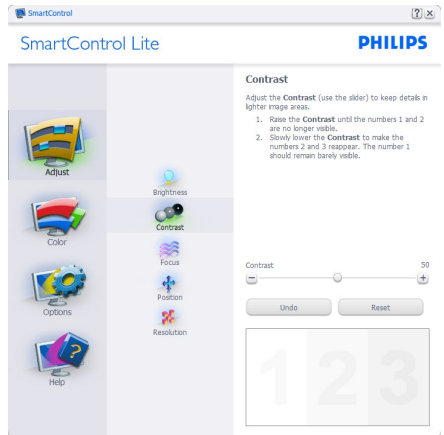 SmartControl
SmartControl Lite
PHILIPS
Adjust
Color
Options
Help
Brightness
Contrast
Focus
Position
Resolution
Contrast
Adjust the Contrast (use the slider) to keep details in
lighter image areas.
1. Raise the Contrast until the numbers 1 and 2
are no longer visible.
2. Slowly lower the Contrast to make the
numbers 2 and 3 reappear. The number 1
should remain barely visible.
Contrast 50
Undo Reset
1 2 3